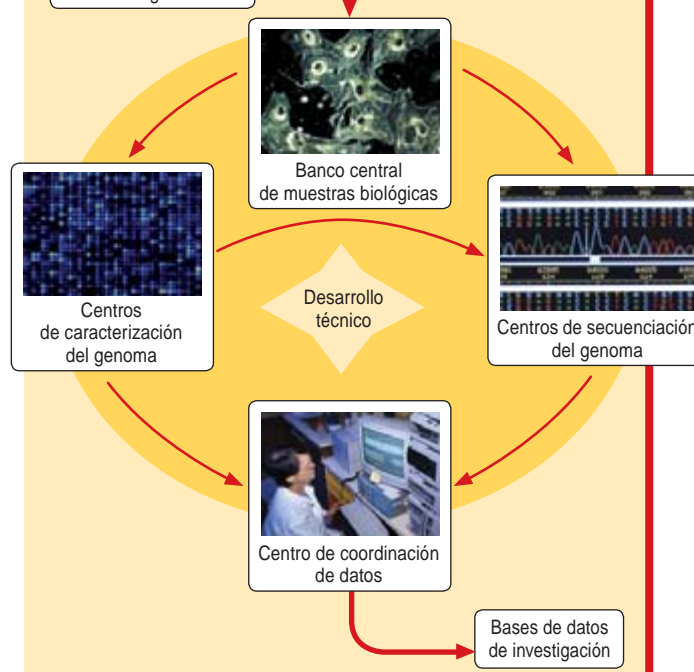 Banco central
de muestras biológicas
Centros
de caracterización
del genoma
Desarrollo
técnico
Centros de secuenciación
del genoma
Centro de coordinación
de datos
Bases de datos
de investigación